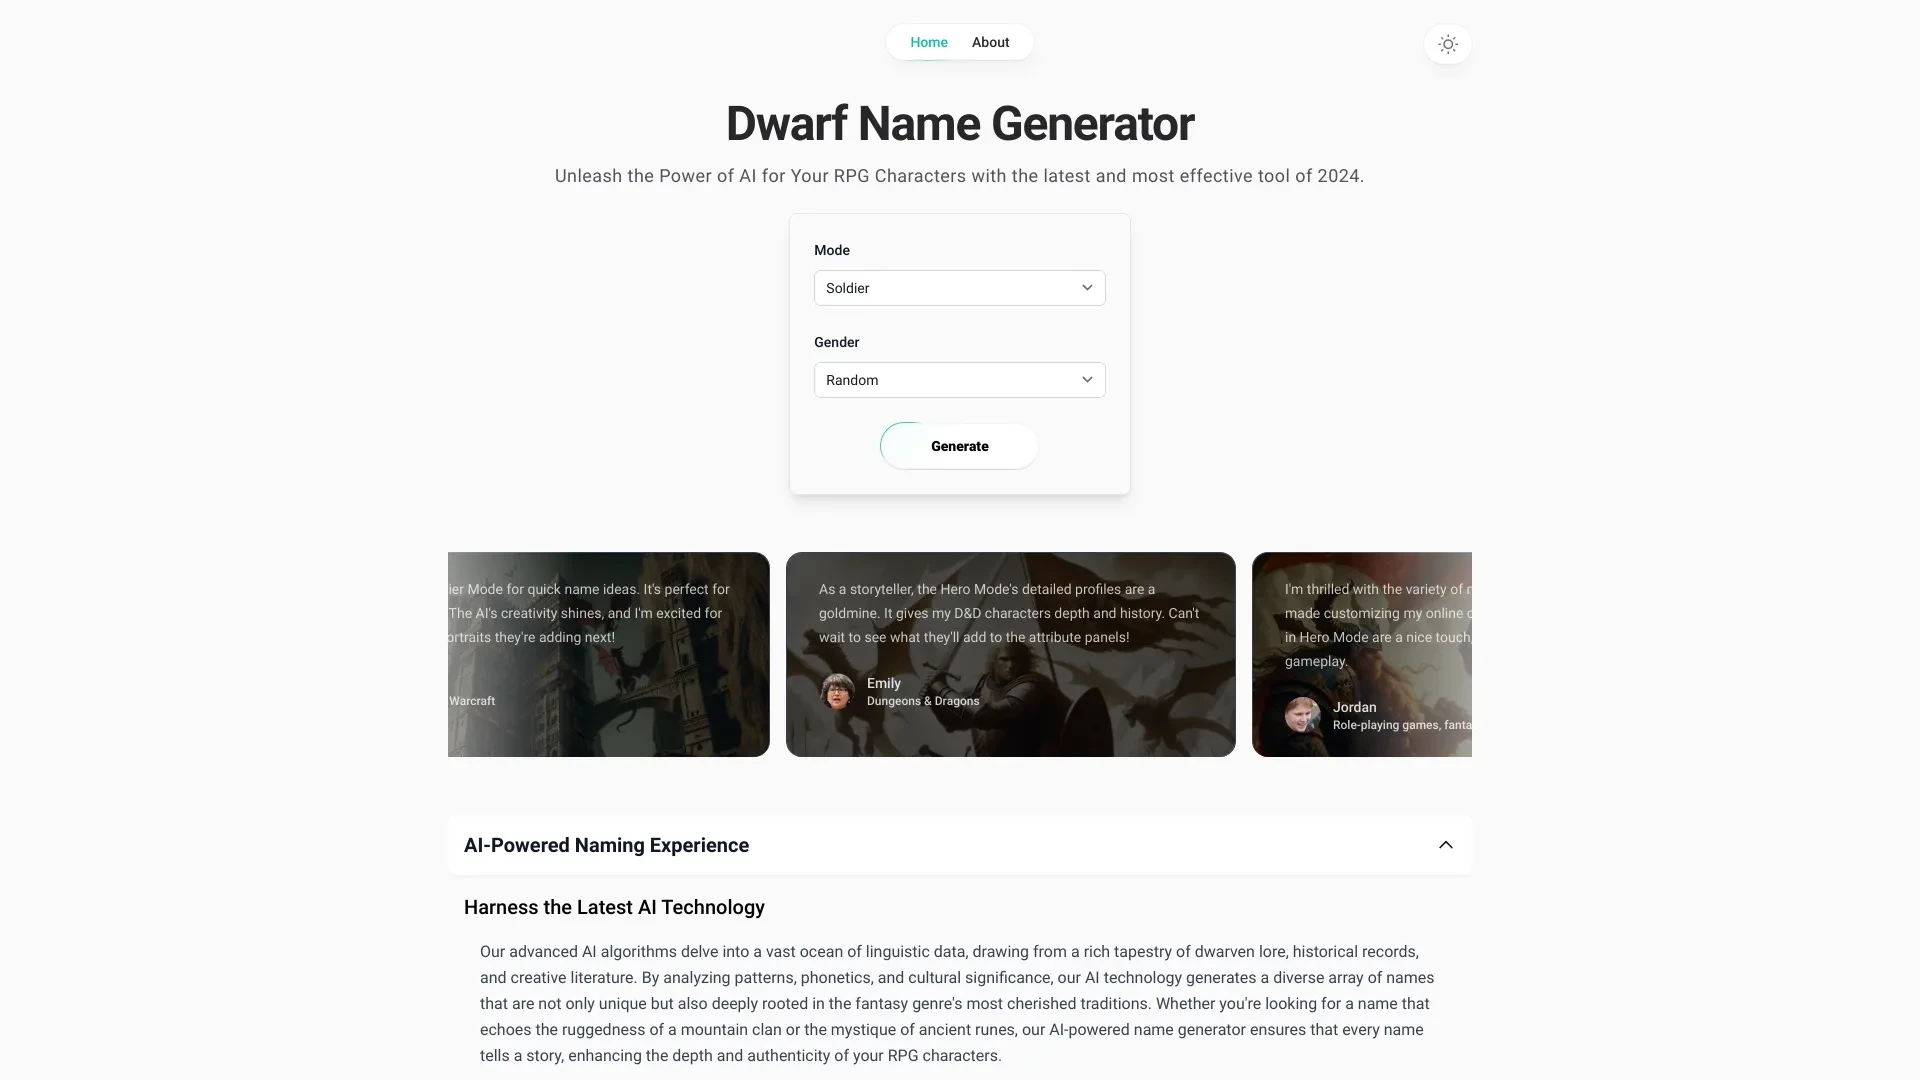 Home
About
Dwarf Name Generator
Unleash the Power of AI for Your RPG Characters with the latest and most effective tool of 2024.
Mode
Soldier
Gender
Random
Generate
ier Mode for quick name ideas. It's perfect for
The AI's creativity shines, and I'm excited for
ortraits they're adding next!
Warcraft
As a storyteller, the Hero Mode's detailed profiles are a
goldmine. It gives my D&D characters depth and history. Can't
wait to see what they'll add to the attribute panels!
Emily
Dungeons & Dragons
I'm thrilled with the variety of
made customizing my online
in Hero Mode are a nice touch,
gameplay.
Jordan
Role-playing games, fanta
AI-Powered Naming Experience
Harness the Latest AI Technology
Our advanced AI algorithms delve into a vast ocean of linguistic data, drawing from a rich tapestry of dwarven lore, historical records,
and creative literature. By analyzing patterns, phonetics, and cultural significance, our AI technology generates a diverse array of names
that are not only unique but also deeply rooted in the fantasy genre's most cherished traditions. Whether you're looking for a name that
echoes the ruggedness of a mountain clan or the mystique of ancient runes, our AI-powered name generator ensures that every name
tells a story, enhancing the depth and authenticity of your RPG characters.